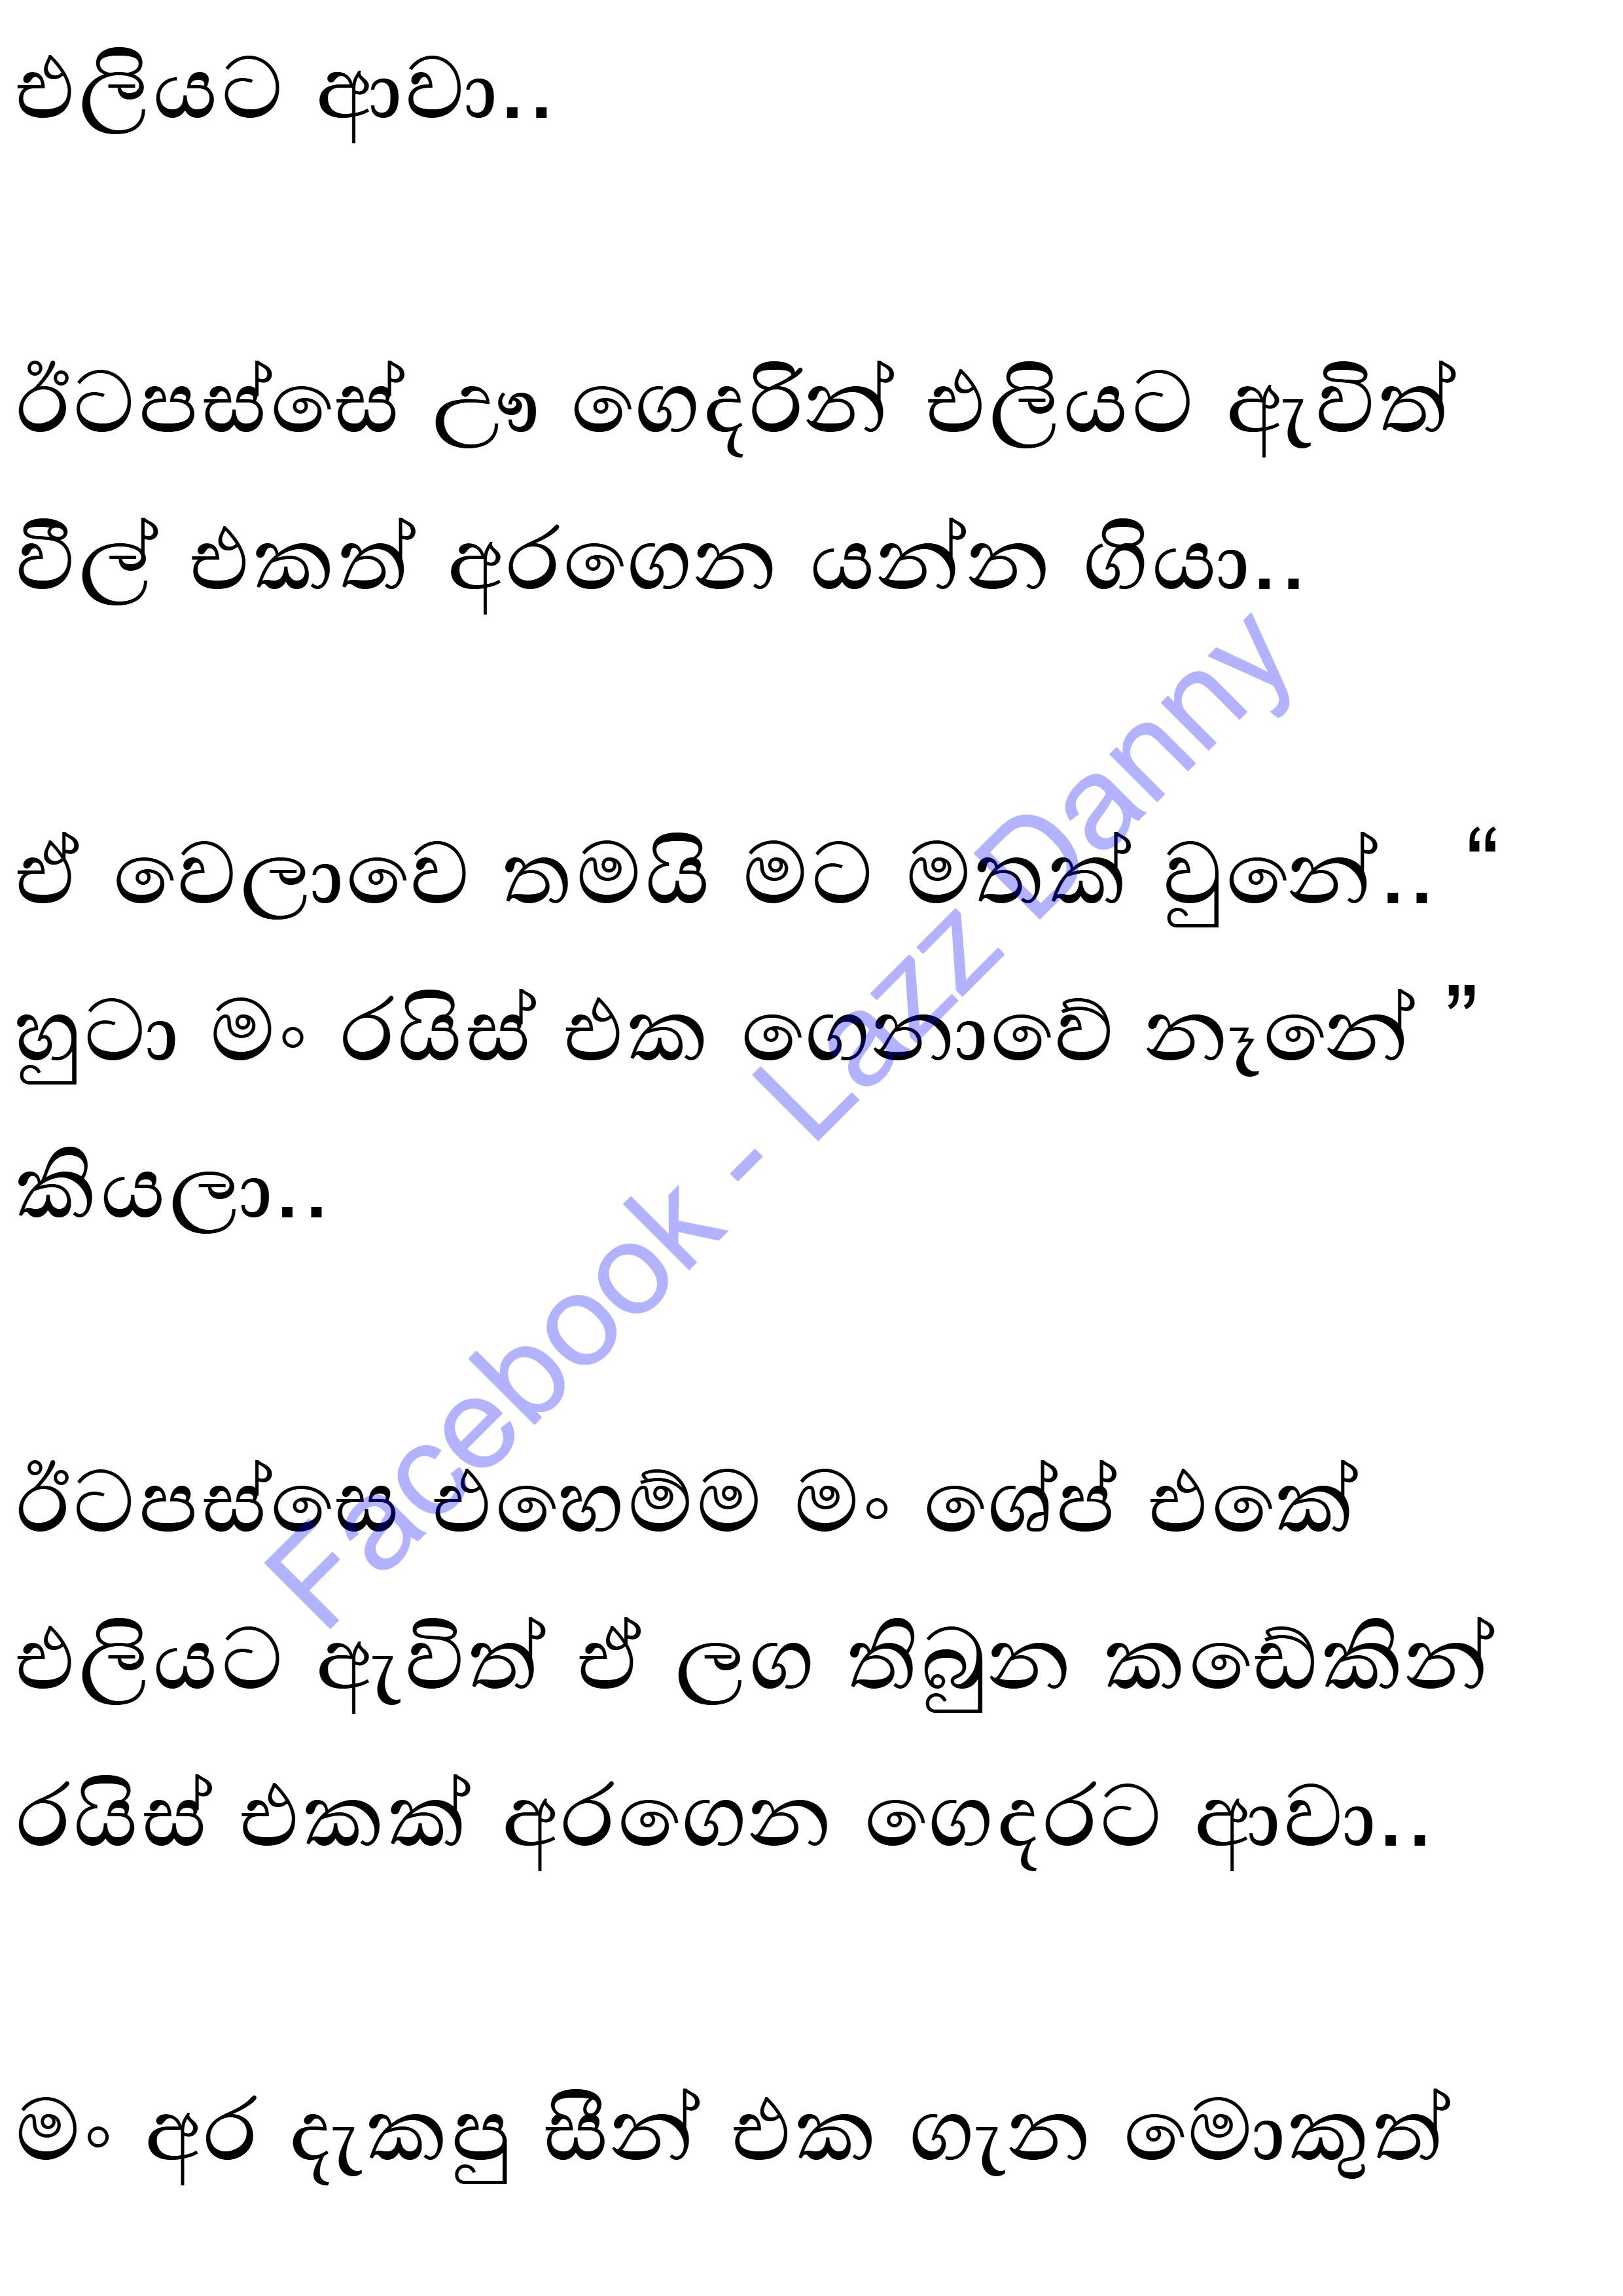 එලියට ආවා..
ඊටපස්සේ ඌ ගෙදරින් එලියට ඇවිත්
වීල් එකත් අරගෙන යන්න ගියා..
ඒ වෙලාවෙ තමයි මට මතක් වුනේ.. “
හුටා මං රයිස් එක ගෙනාවේ නෑනේ ”
කියලා..
ඊටපස්සෙ එහෙම්ම මං ශේප් එකේ
එලියට ඇවිත් ඒ ලග තිබුන කඩේකින්
රයිස් එකක් අරගෙන ගෙදරට ආවා..
මං අර දැකපු සීන් එක ගැන මොකුත්
Facebook - Lazz Danny